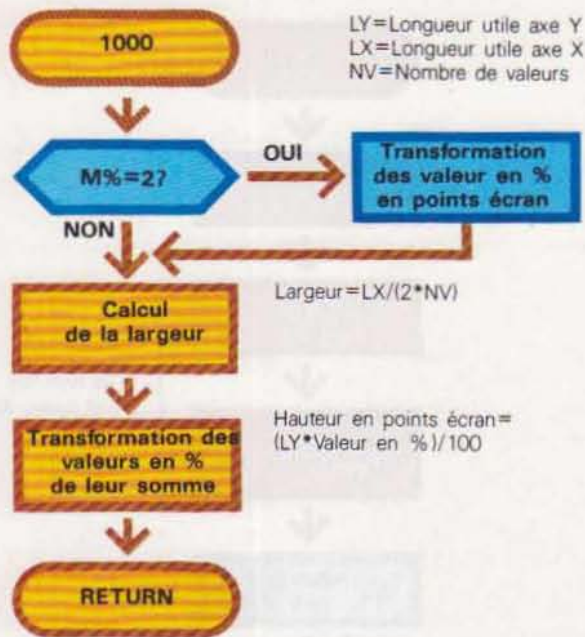 1000
LY=Longueur utile axe Y
LX=Longueur utile axe X
NV=Nombre de valeurs
M%=2?
OUI
Transformation
des valeur en %
en points écran
NON
Calcul
de la largeur
Largeur=LX/(2*NV)
Transformation des
valeurs en %
de leur somme
Hauteur en points écran=
(LY*Valeur en %)/100
RETURN